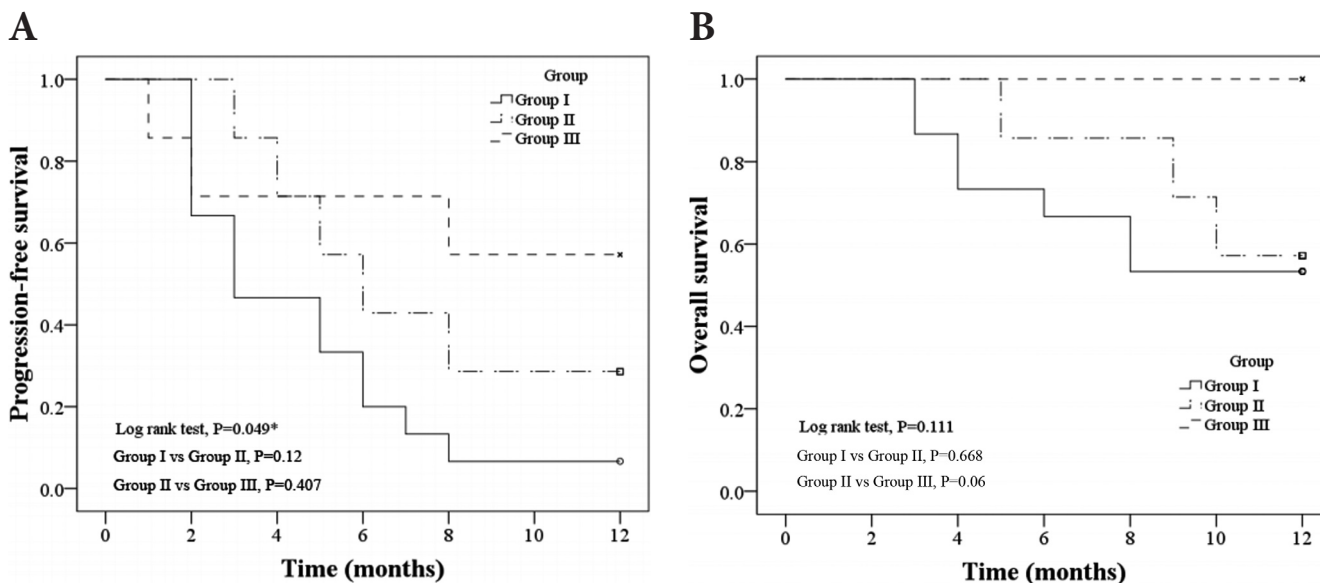 A
Progression-free survival
1.0
0.8
0.6
0.4
0.2
0.0
Group
Group I
Group II
Group III
Log rank test, P=0.049*
Group I vs Group II, P=0.12
Group II vs Group III, P=0.407
0 2 4 6 8 10 12
Time (months)
B
Overall survival
1.0
0.8
0.6
0.4
0.2
0.0
Group
Group I
Group II
Group III
Log rank test, P=0.111
Group I vs Group II, P=0.668
Group II vs Group III, P=0.06
0 2 4 6 8 10 12
Time (months)